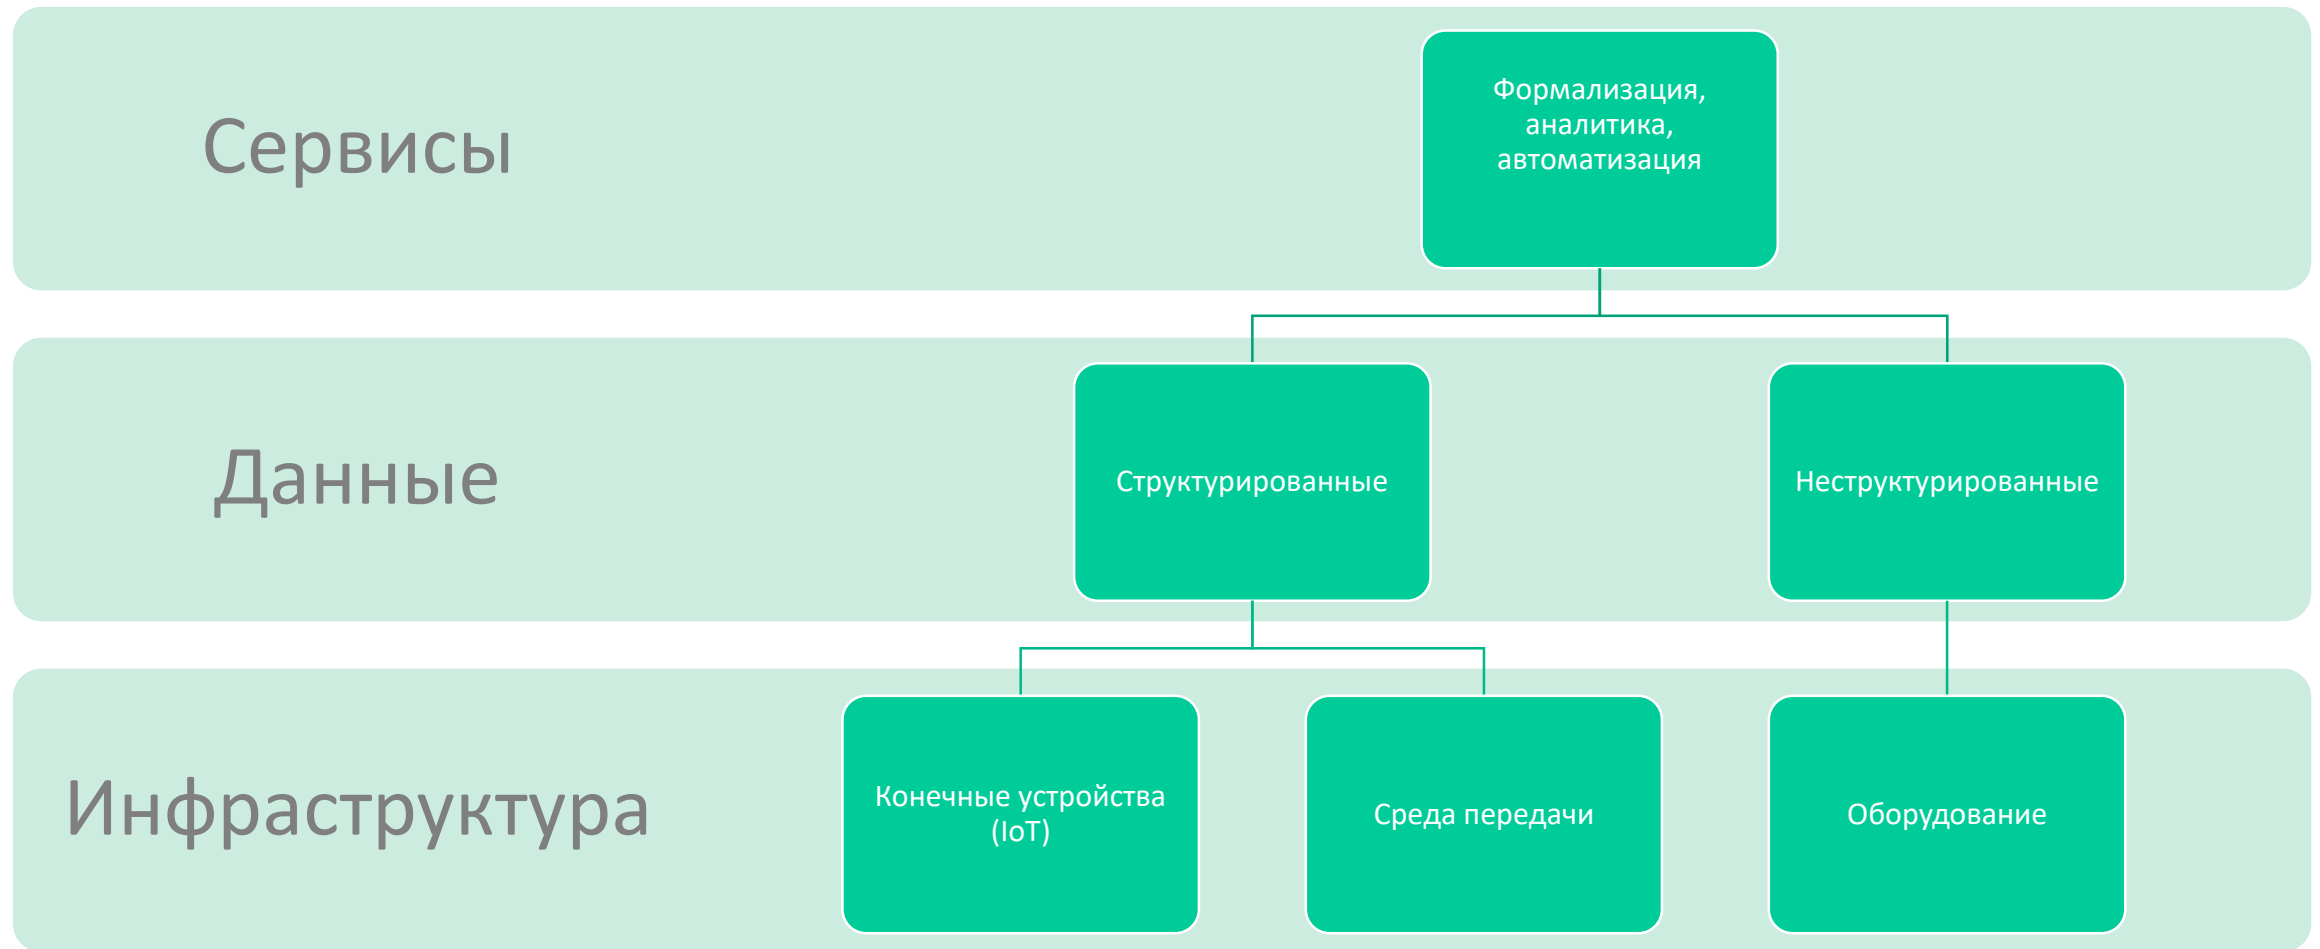 Сервисы
Формализация,
аналитика,
автоматизация
Данные
Структурированные
Неструктурированные
Инфраструктура
Конечные устройства
(IoT)
Среда передачи
Оборудование